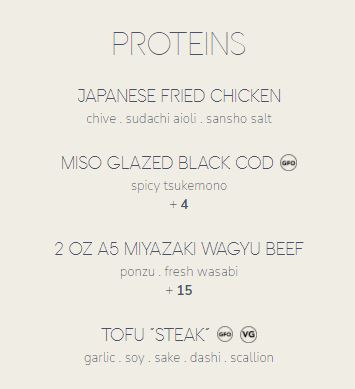 PROTEINS
JAPANESE FRIED CHICKEN
chive . sudachi aioli . sansho salt
MISO GLAZED BLACK COD GFO
spicy tsukemono
+ 4
2 OZ A5 MIYAZAKI WAGYU BEEF
ponzu . fresh wasabi
+ 15
TOFU "STEAK" GFO VG
garlic . soy . sake . dashi . scallion